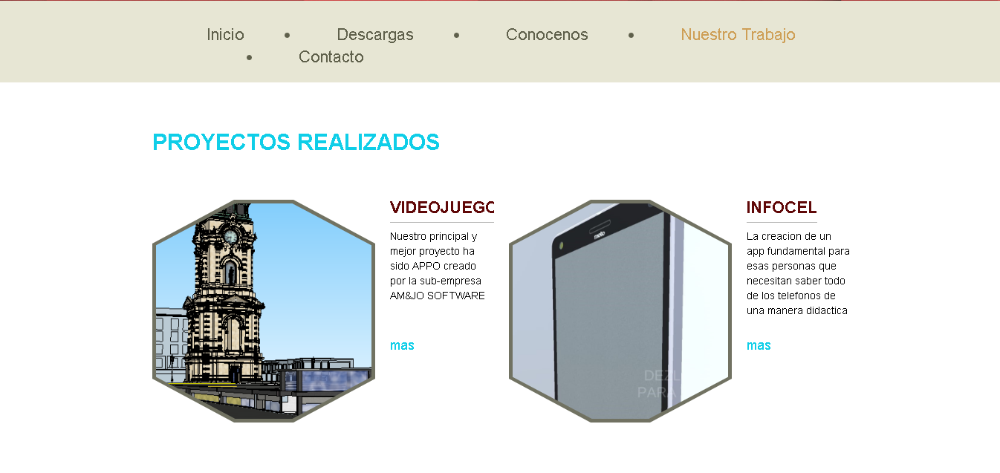 Inicio • Descargas • Conocenos • Nuestro Trabajo
• Contacto
PROYECTOS REALIZADOS
VIDEOJUEGO
Nuestro principal y
mejor proyecto ha
sido APPO creado
por la sub-empresa
AM&JO SOFTWARE
mas
moto
DEZL
PARA
INFOCEL
La creacion de un
app fundamental para
esas personas que
necesitan saber todo
de los telefonos de
una manera didactica
mas